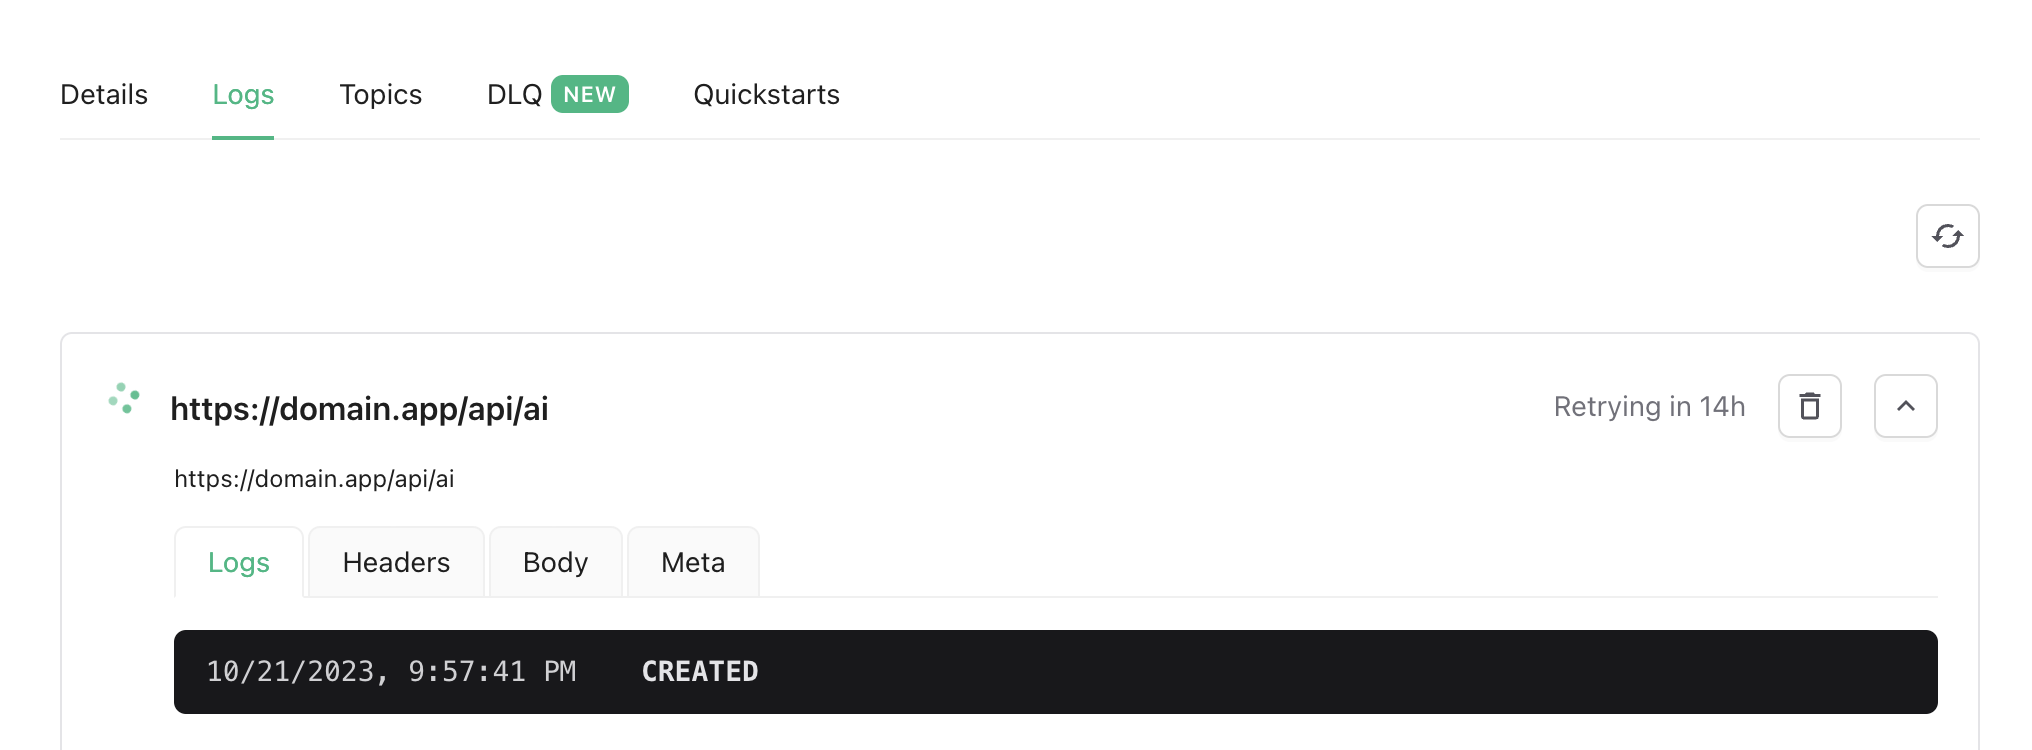 Details Logs Topics DLQ NEW Quickstarts
https://domain.app/api/ai Retrying in 14h
https://domain.app/api/ai
Logs Headers Body Meta
10/21/2023, 9:57:41 PM CREATED